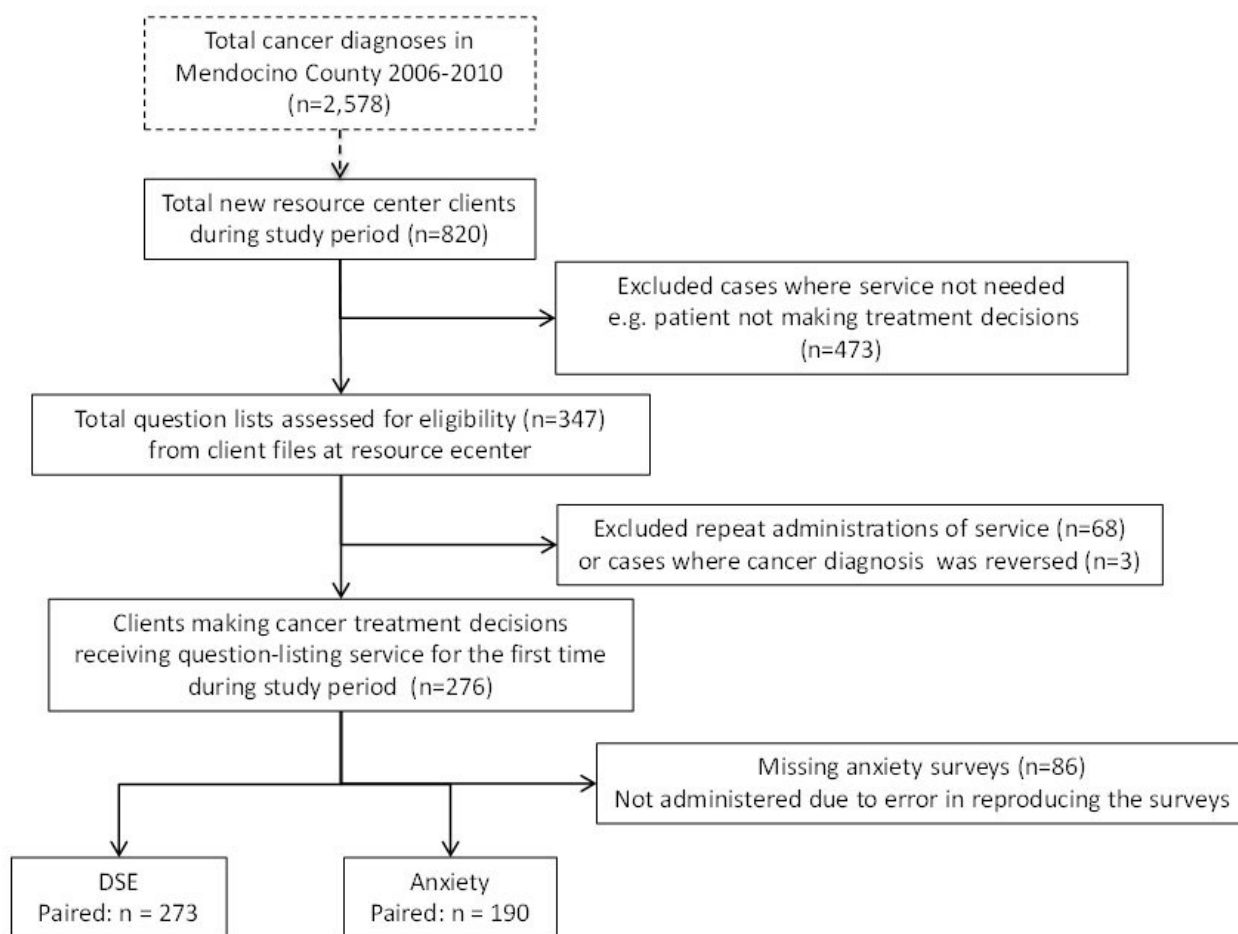 Total cancer diagnoses in
Mendocino County 2006-2010
(n=2,578)
Total new resource center clients
during study period (n=820)
Excluded cases where service not needed
e.g. patient not making treatment decisions
(n=473)
Total question lists assessed for eligibility (n=347)
from client files at resource ecenter
Excluded repeat administrations of service (n=68)
or cases where cancer diagnosis was reversed (n=3)
Clients making cancer treatment decisions
receiving question-listing service for the first time
during study period (n=276)
Missing anxiety surveys (n=86)
Not administered due to error in reproducing the surveys
DSE
Paired: n = 273
Anxiety
Paired: n = 190